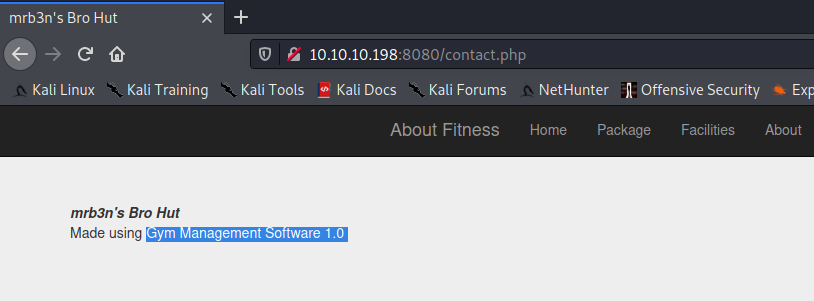 mrb3n's Bro Hut
10.10.10.198:8080/contact.php
Kali Linux Kali Training Kali Tools Kali Docs Kali Forums NetHunter Offensive Security Exp
About Fitness Home Package Facilities About
mrb3n's Bro Hut
Made using Gym Management Software 1.0